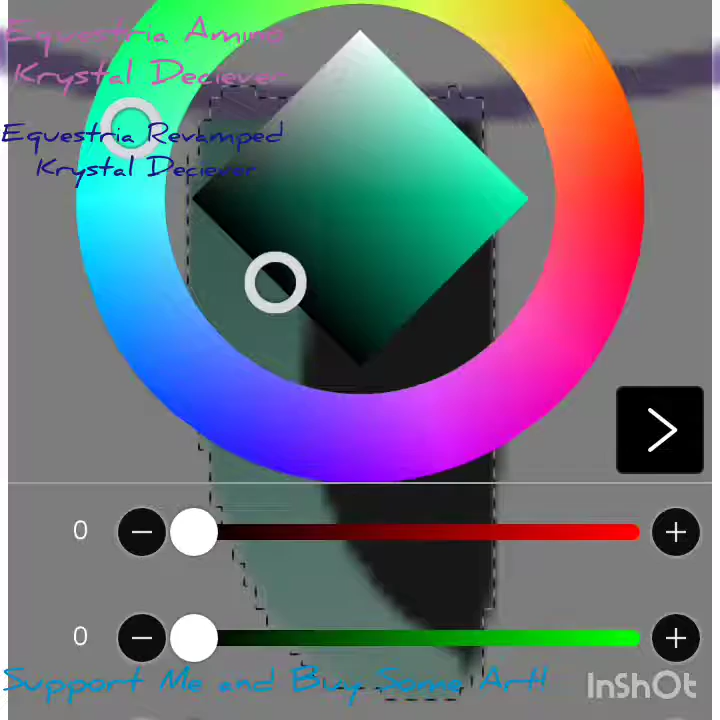 Equestria Amino
Krystal Deciever
Equestria Revamped
Krystal Deciever
0
0
Support Me and Buy Some Art!
InShOt